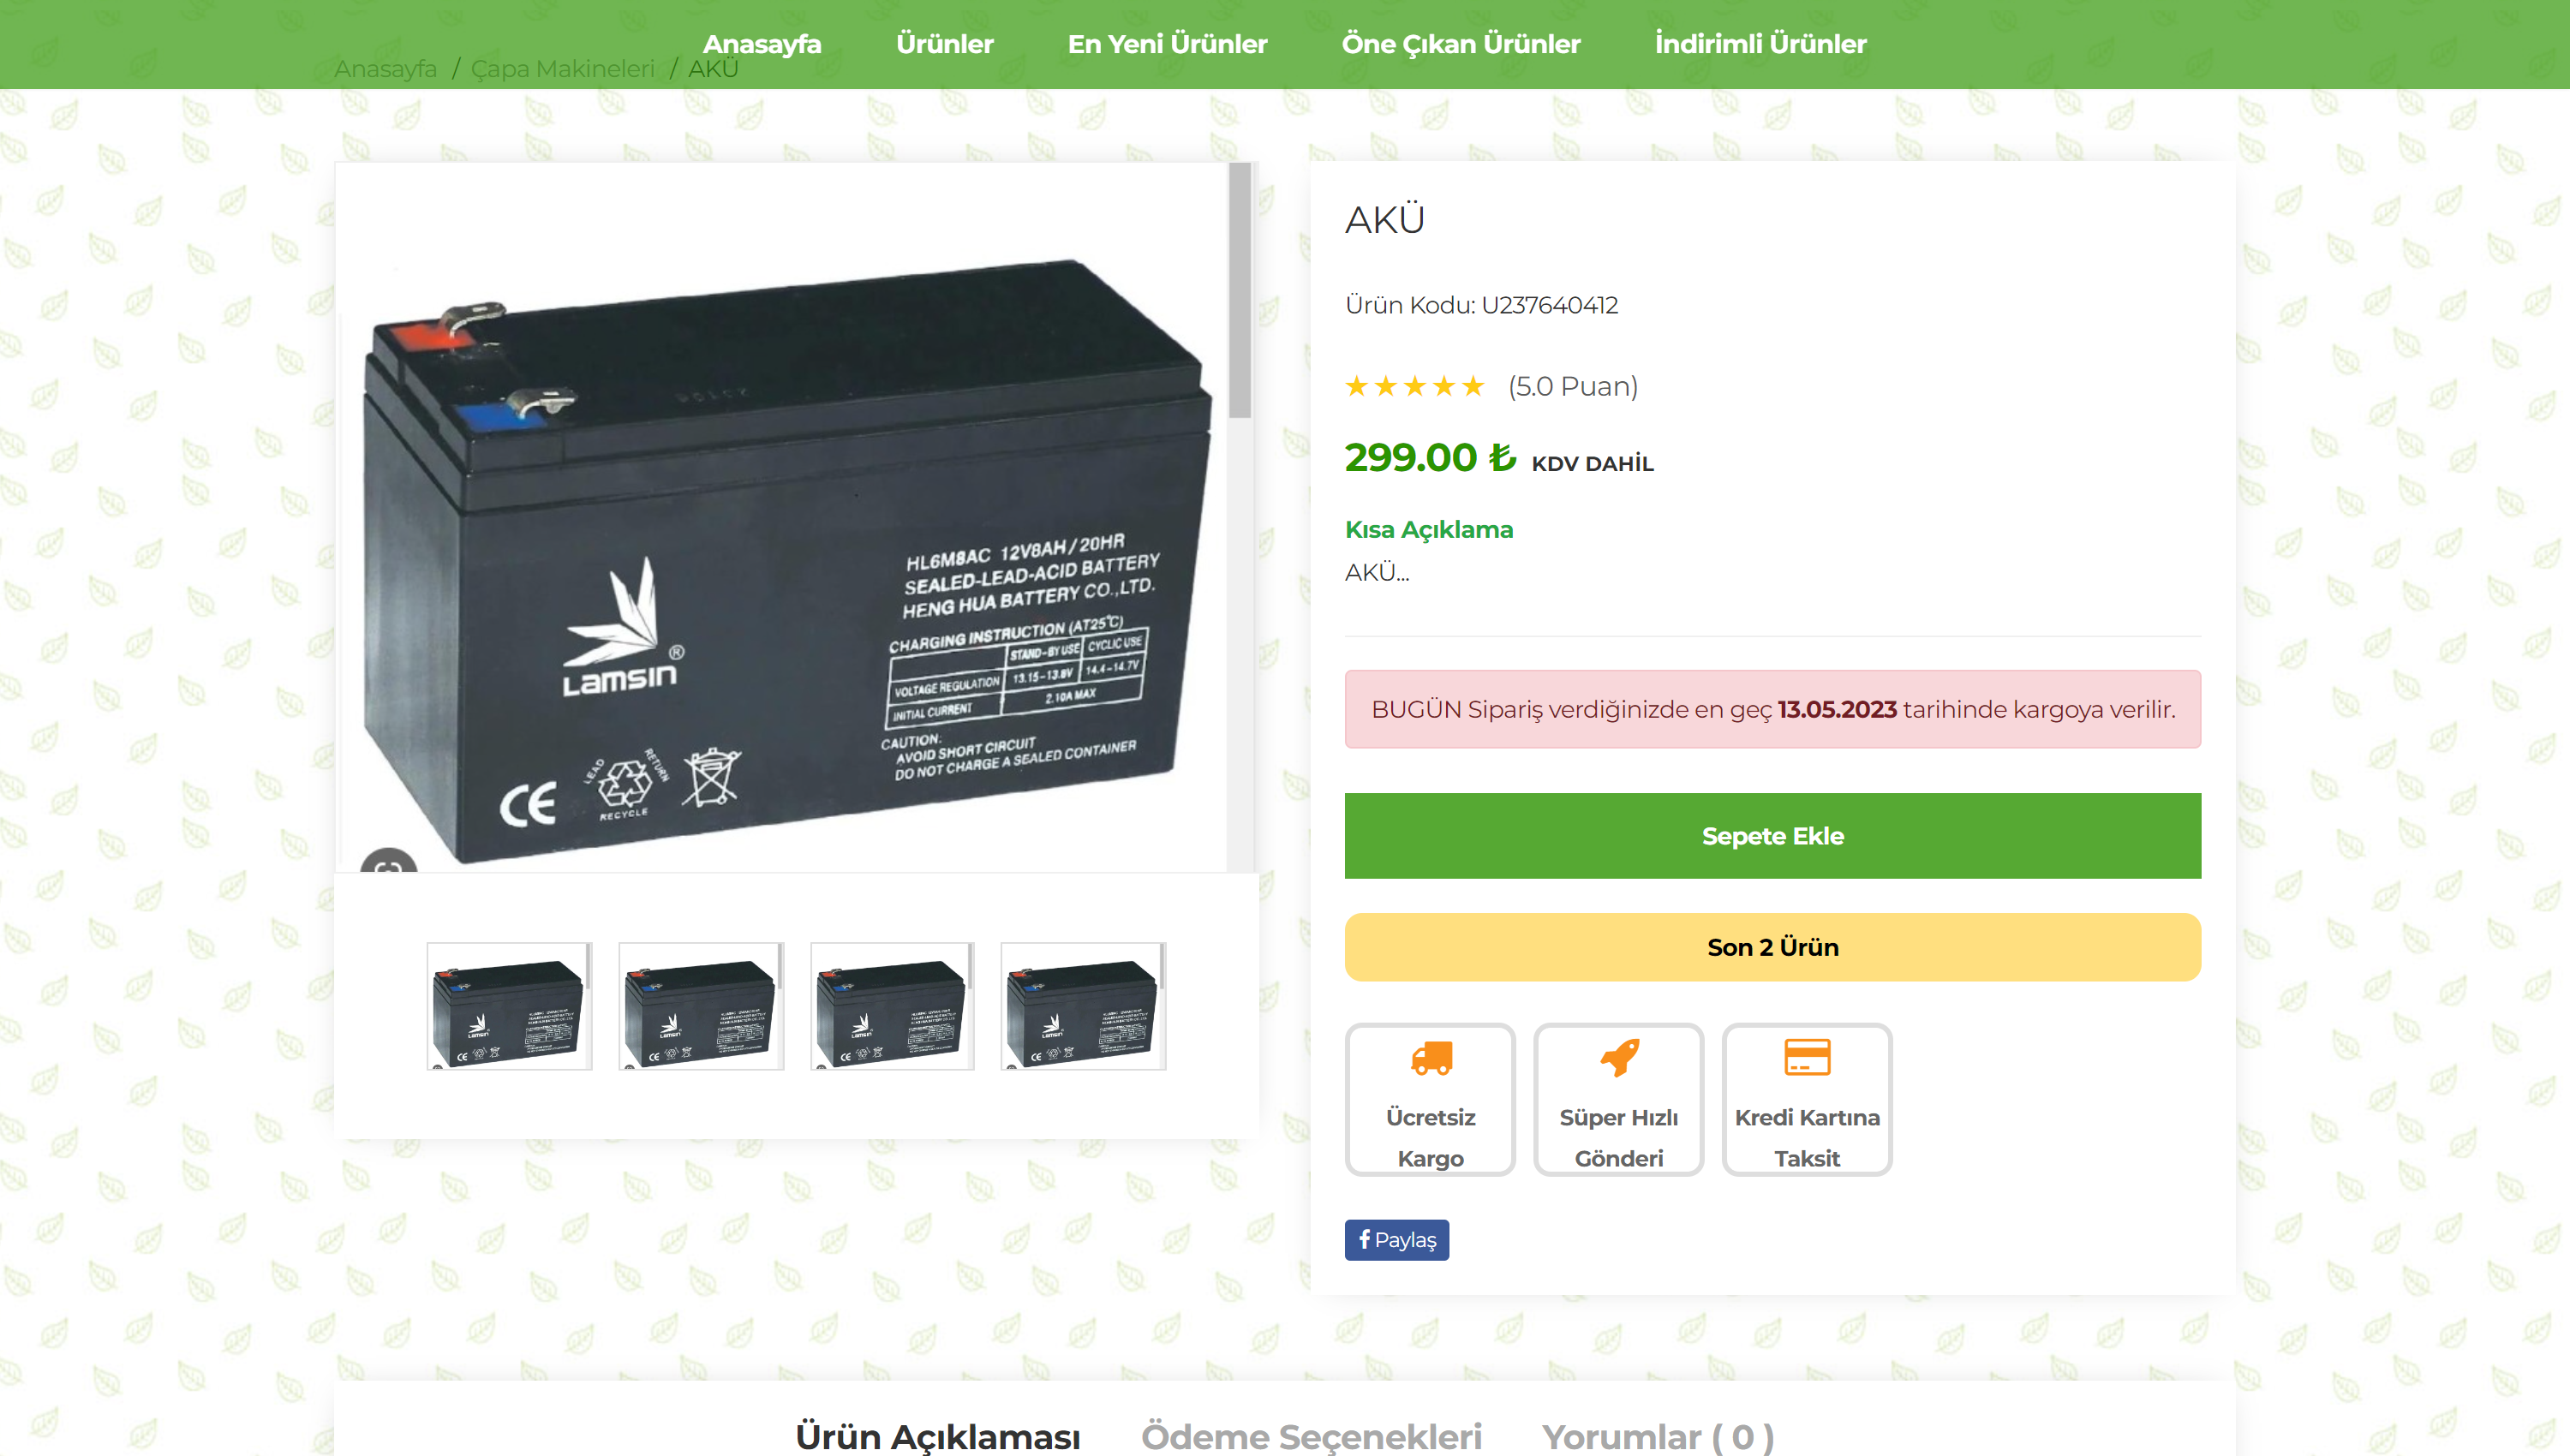 Anasayfa
Ürünler
En Yeni Ürünler
Öne Çıkan Ürünler
İndirimli Ürünler
Anasayfa / Çapa Makineleri / AKÜ
HL6M8AC 12V8AH / 20HR
SEALED-LEAD-ACID BATTERY
HENG HUA BATTERY CO.,LTD.
CHARGING INSTRUCTION (AT25℃)
STAND-BY USE CYCLIC USE
VOLTAGE REGULATION 13.15-13.8V 14.4-14.7V
INITIAL CURRENT 2.10A MAX
CAUTION:
AVOID SHORT CIRCUIT
DO NOT CHARGE A SEALED CONTAINER
Lamsin ®
CE
LEAD RETURN
RECYCLE
AKÜ
Ürün Kodu: U237640412
(5.0 Puan)
299.00 ₺ KDV DAHİL
Kısa Açıklama
AKÜ...
BUGÜN Sipariş verdiğinizde en geç 13.05.2023 tarihinde kargoya verilir.
Sepete Ekle
Son 2 Ürün
Ücretsiz
Kargo
Süper Hızlı
Gönderi
Kredi Kartına
Taksit
Paylaş
Ürün Açıklaması
Ödeme Seçenekleri
Yorumlar ( 0 )